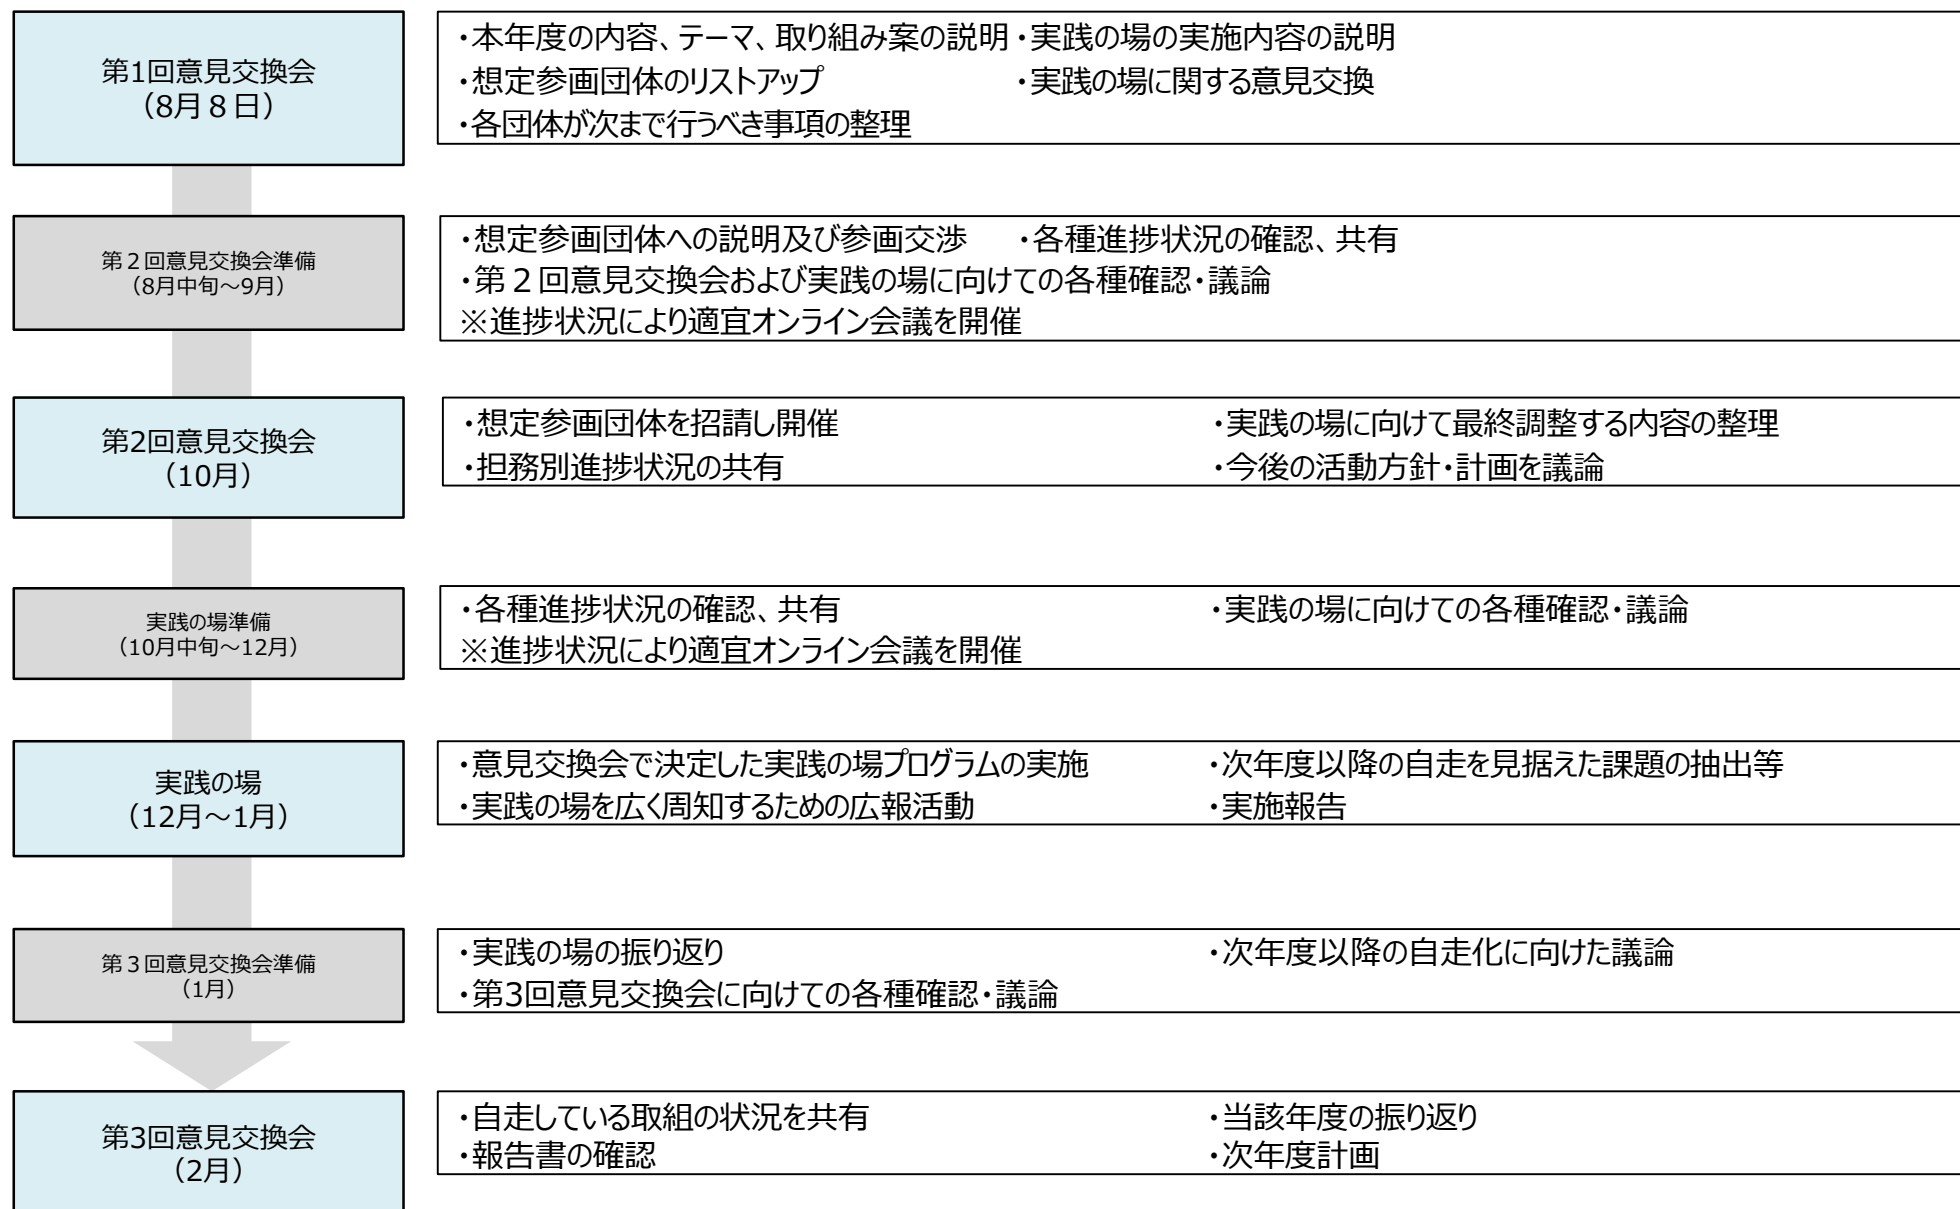 第1回意見交換会
（8月８日）
・本年度の内容、テーマ、取り組み案の説明・実践の場の実施内容の説明
・想定参画団体のリストアップ ・実践の場に関する意見交換
・各団体が次まで行うべき事項の整理
第２回意見交換会準備
（8月中旬～9月）
・想定参画団体への説明及び参画交渉 ・各種進捗状況の確認、共有
・第２回意見交換会および実践の場に向けての各種確認・議論
※進捗状況により適宜オンライン会議を開催
第2回意見交換会
（10月）
・想定参画団体を招請し開催 ・実践の場に向けて最終調整する内容の整理
・担務別進捗状況の共有 ・今後の活動方針・計画を議論
実践の場準備
（10月中旬～12月）
・各種進捗状況の確認、共有 ・実践の場に向けての各種確認・議論
※進捗状況により適宜オンライン会議を開催
実践の場
（12月～1月）
・意見交換会で決定した実践の場プログラムの実施 ・次年度以降の自走を見据えた課題の抽出等
・実践の場を広く周知するための広報活動 ・実施報告
第３回意見交換会準備
（1月）
・実践の場の振り返り ・次年度以降の自走化に向けた議論
・第3回意見交換会に向けての各種確認・議論
第3回意見交換会
（2月）
・自走している取組の状況を共有 ・当該年度の振り返り
・報告書の確認 ・次年度計画